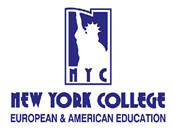 NYC
NEW YORK COLLEGE
EUROPEAN & AMERICAN EDUCATION